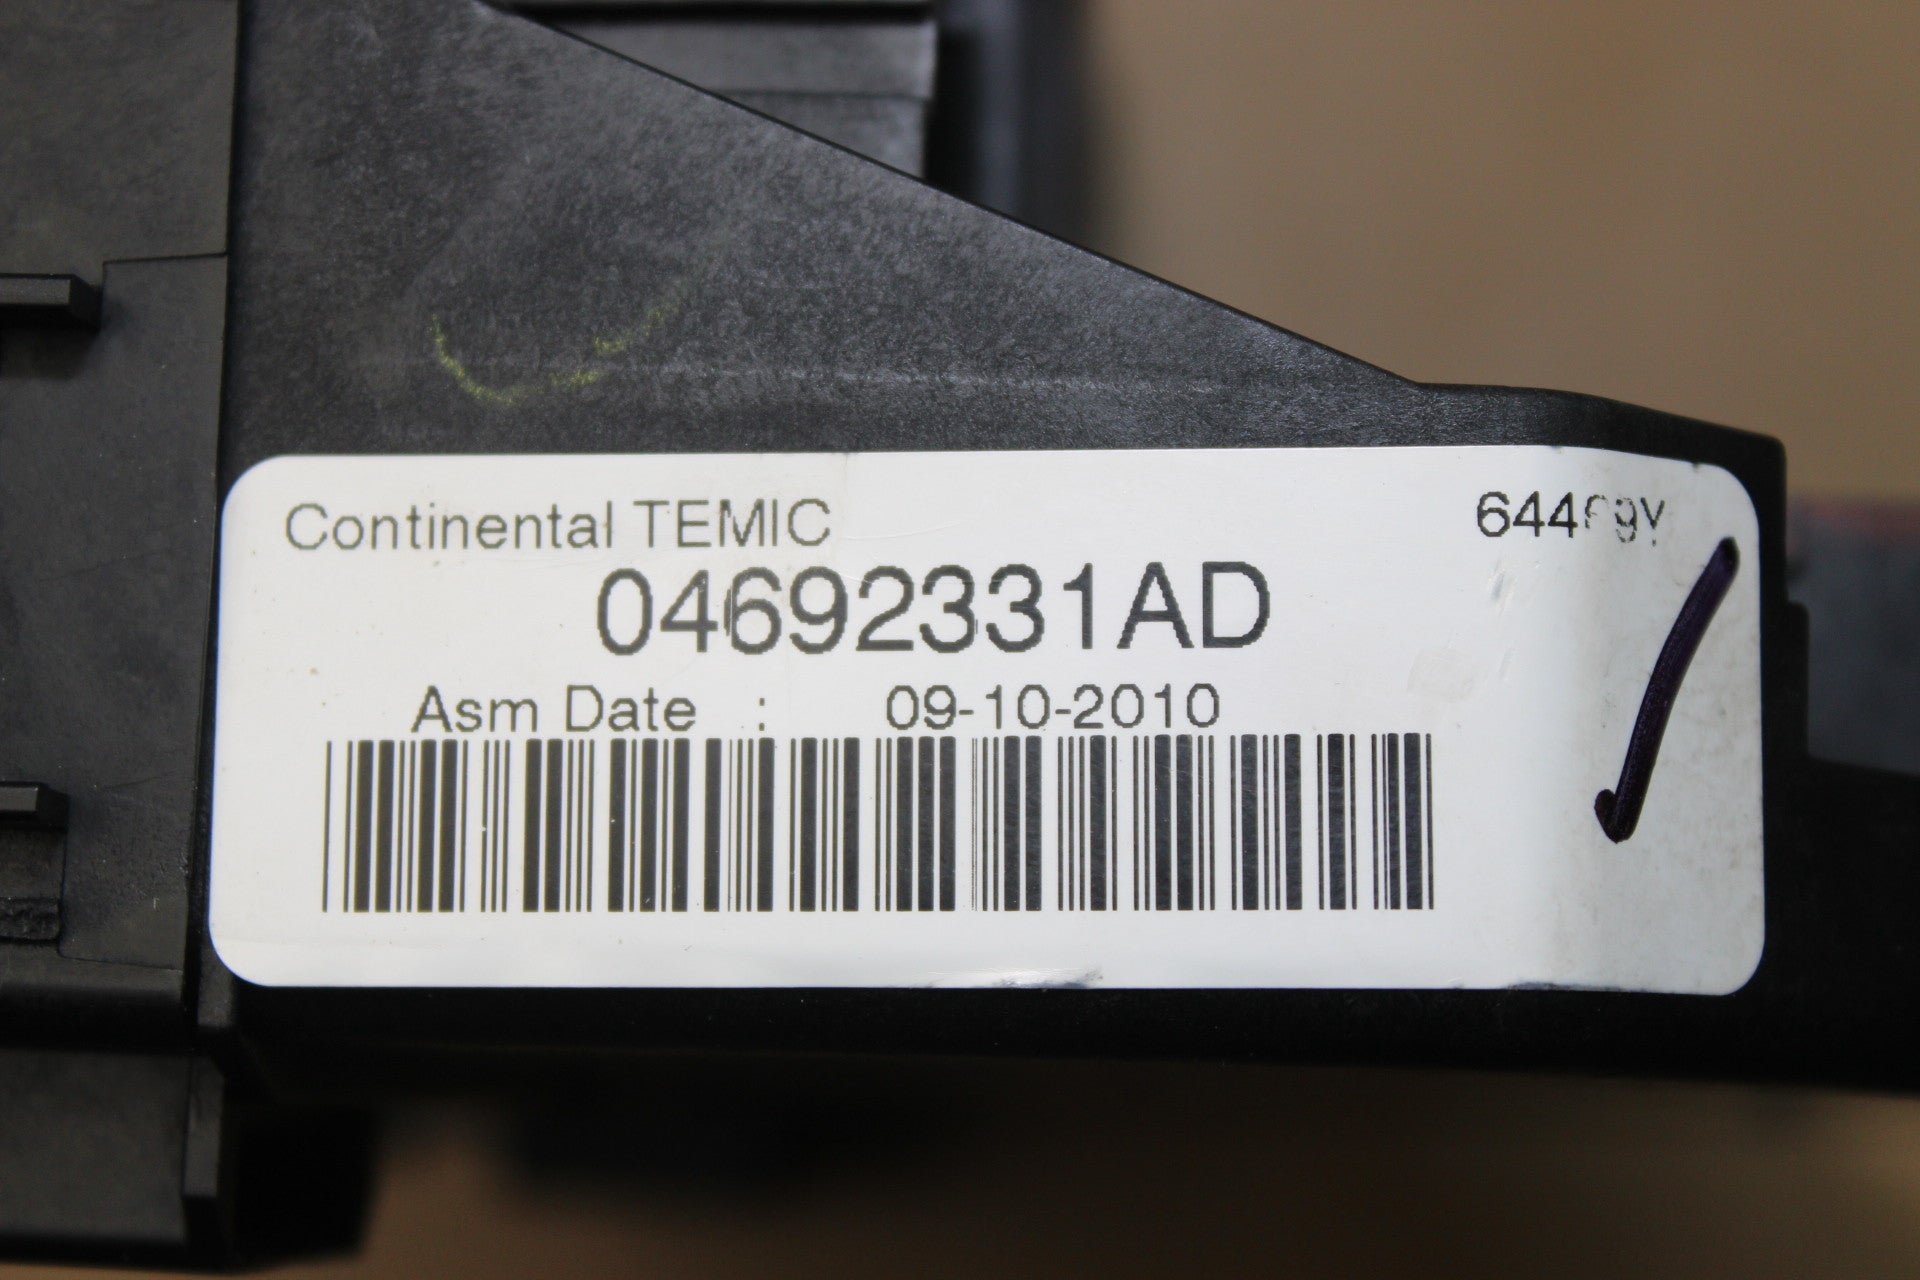 Continental TEMIC
04692331AD
Asm Date : 09-10-2010